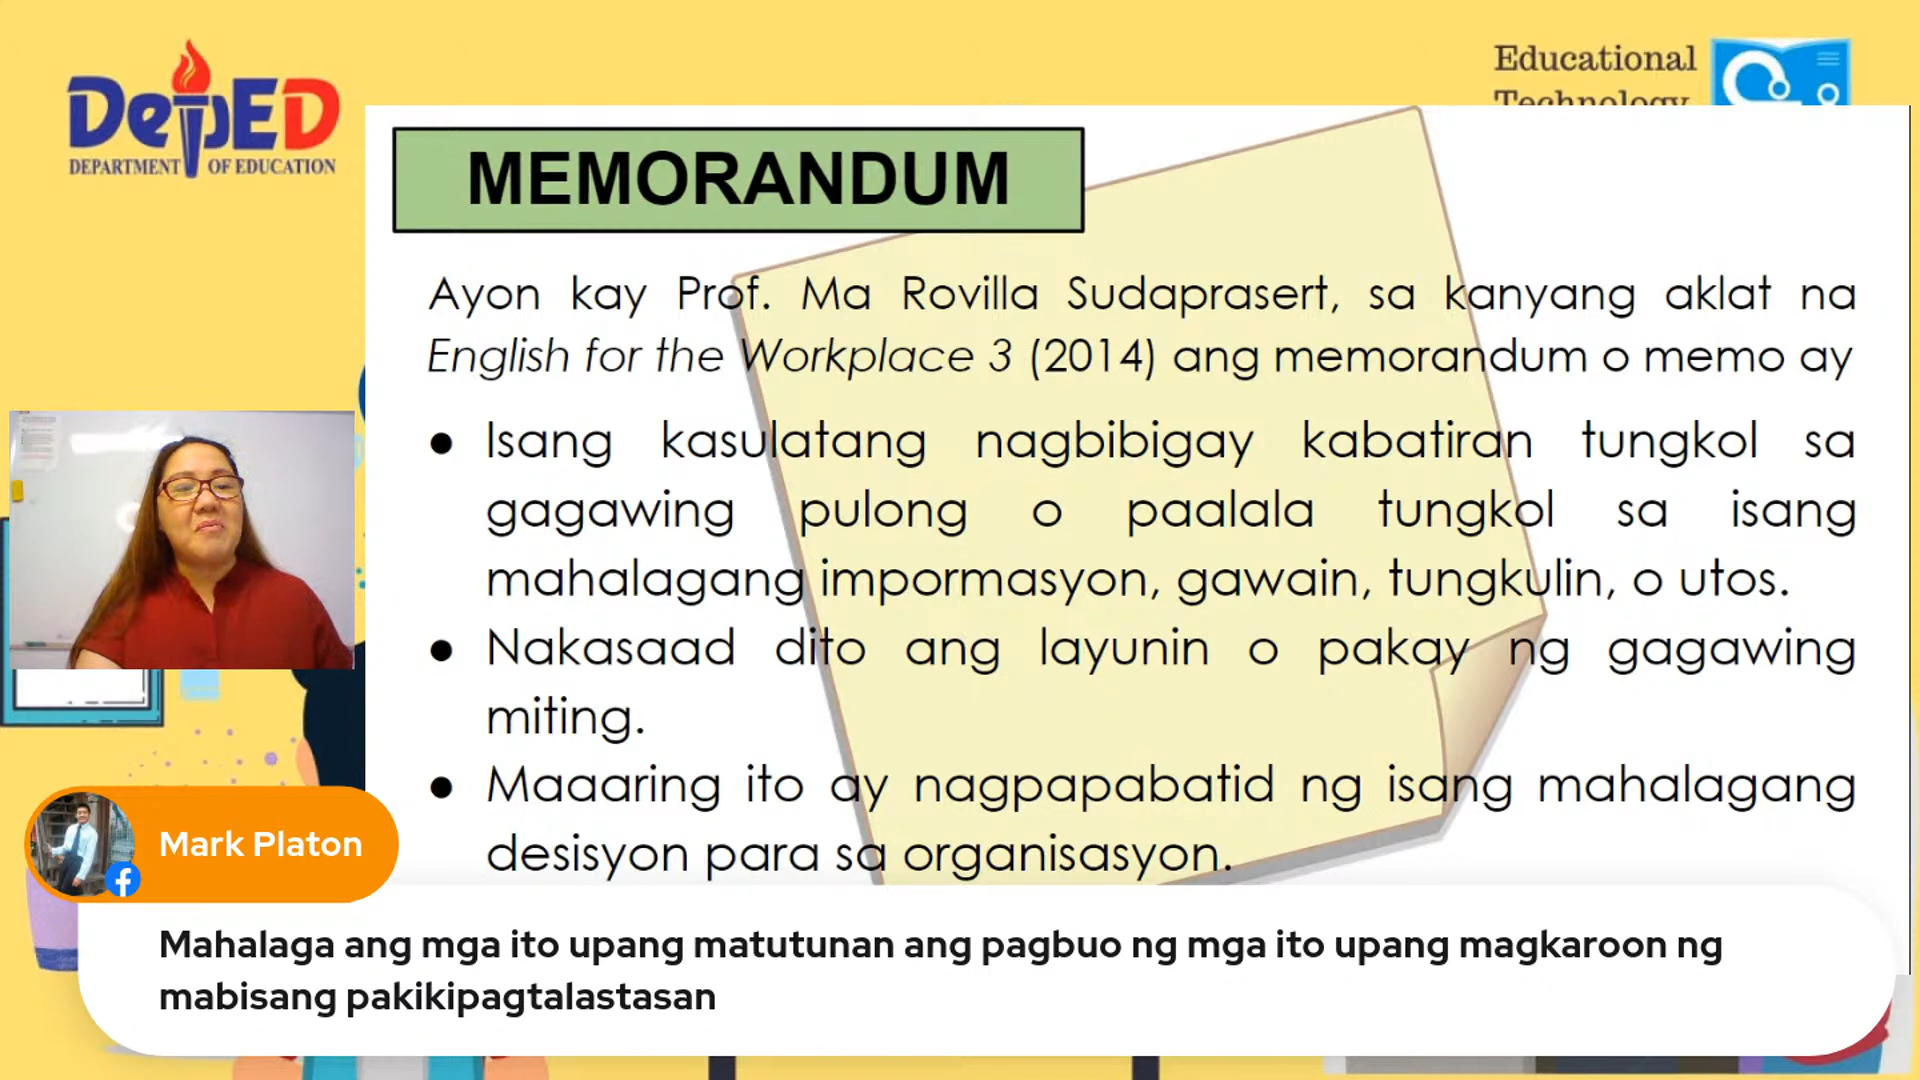 DepED
DEPARTMENT OF EDUCATION
Educational
Technology
MEMORANDUM
Ayon kay Prof. Ma Rovilla Sudaprasert, sa kanyang aklat na
English for the Workplace 3 (2014) ang memorandum o memo ay
● Isang kasulatang nagbibigay kabatiran tungkol sa
gagawing pulong o paalala tungkol sa isang
mahalagang impormasyon, gawain, tungkulin, o utos.
● Nakasaad dito ang layunin o pakay ng gagawing
miting.
● Maaaring ito ay nagpapabatid ng isang mahalagang
desisyon para sa organisasyon.
Mark Platon
Mahalaga ang mga ito upang matutunan ang pagbuo ng mga ito upang magkaroon ng
mabisang pakikipagtalastasan